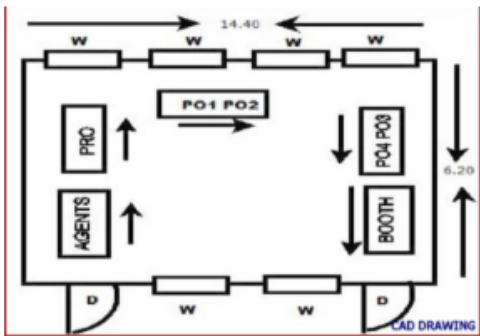 14.40
W W W W
PO1 PO2
PRO
PO4 PO3
6.20
AGENTS
BOOTH
D W W D
CAD DRAWING